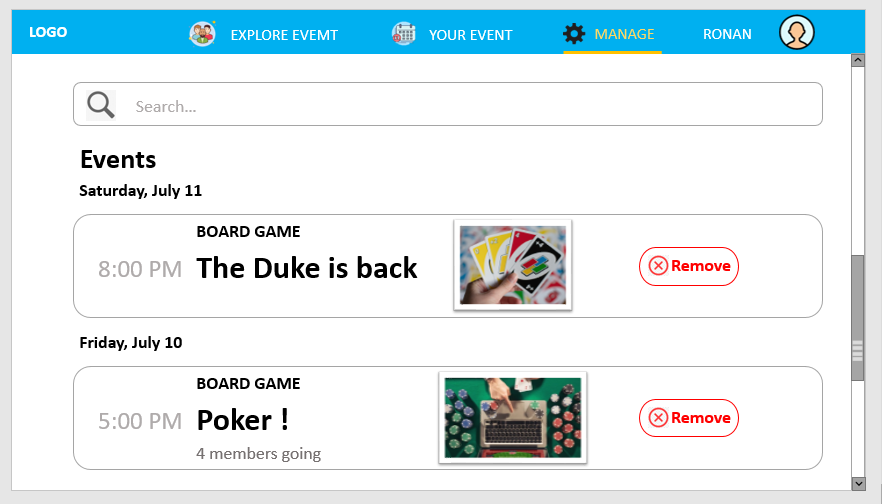 LOGO
EXPLORE EVEMT
YOUR EVENT
MANAGE
RONAN
Search...
Events
Saturday, July 11
BOARD GAME
8:00 PM
The Duke is back
Remove
Friday, July 10
BOARD GAME
5:00 PM
Poker !
Remove
4 members going